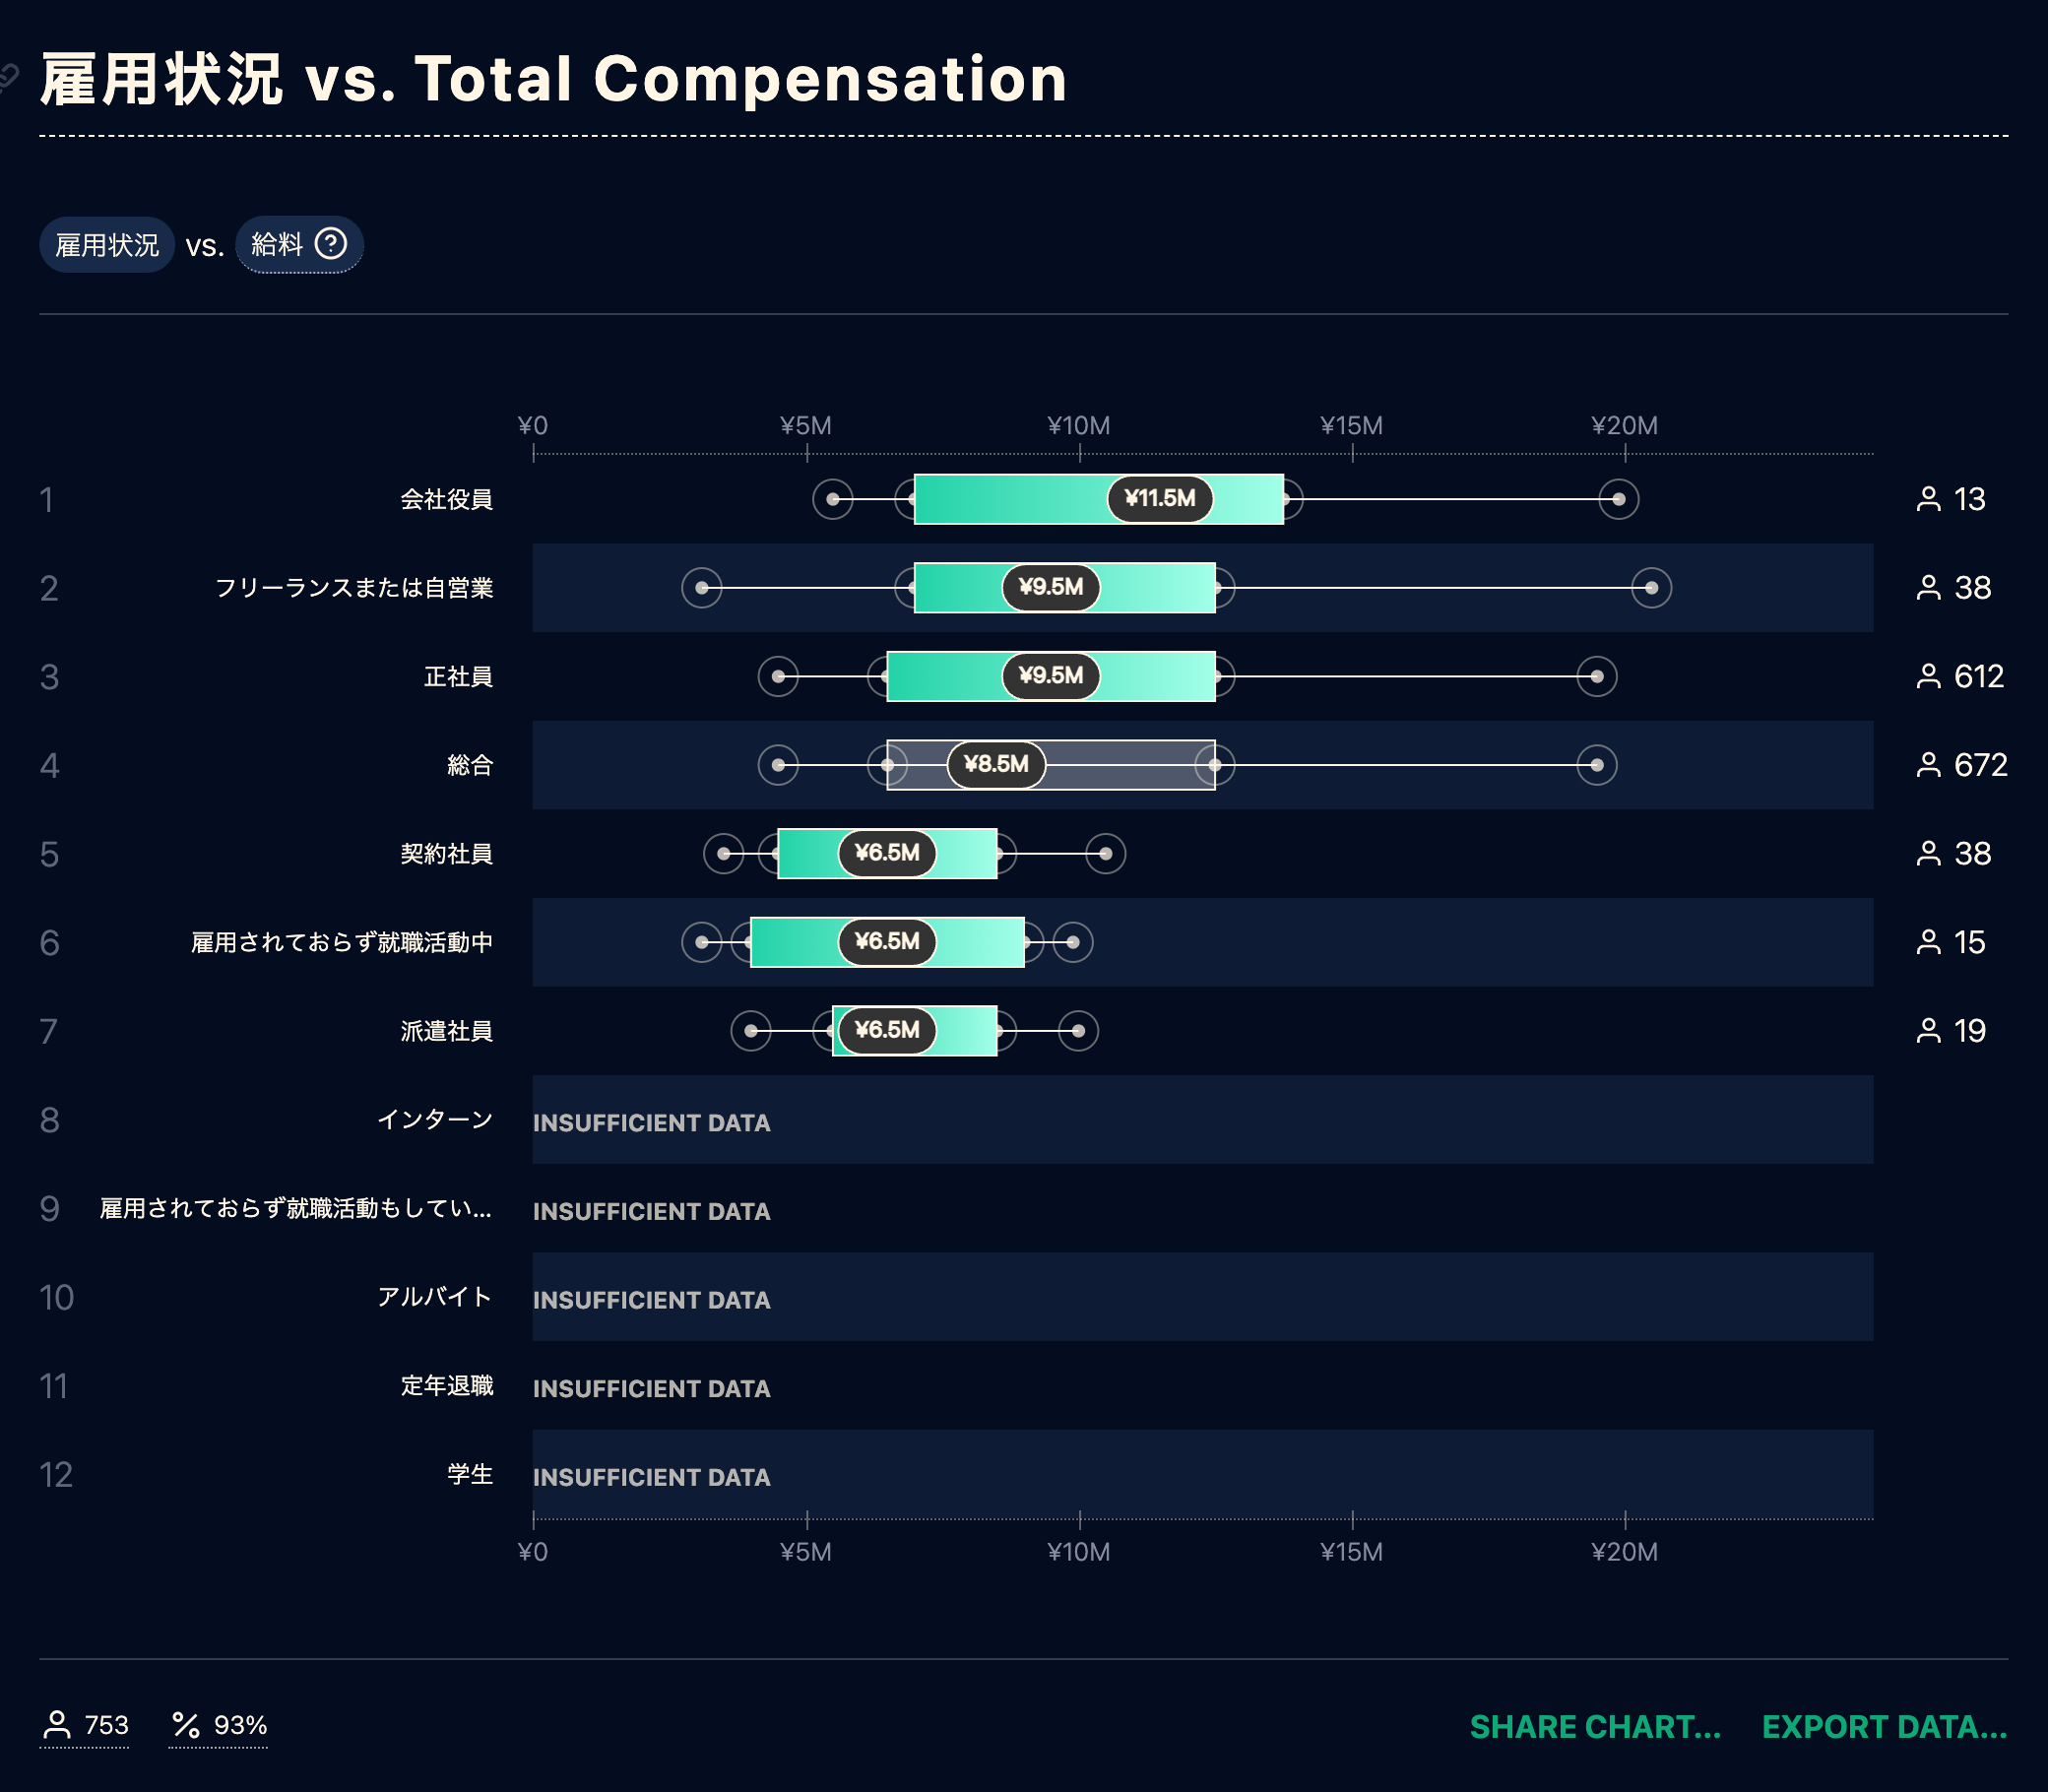 雇用状況 vs. Total Compensation
雇用状況 vs. 給料 ?
¥0 ¥5M ¥10M ¥15M ¥20M
1 会社役員 ¥11.5M 13
2 フリーランスまたは自営業 ¥9.5M 38
3 正社員 ¥9.5M 612
4 総合 ¥8.5M 672
5 契約社員 ¥6.5M 38
6 雇用されておらず就職活動中 ¥6.5M 15
7 派遣社員 ¥6.5M 19
8 インターン INSUFFICIENT DATA
9 雇用されておらず就職活動もしてい... INSUFFICIENT DATA
10 アルバイト INSUFFICIENT DATA
11 定年退職 INSUFFICIENT DATA
12 学生 INSUFFICIENT DATA
¥0 ¥5M ¥10M ¥15M ¥20M
753 % 93% SHARE CHART... EXPORT DATA...